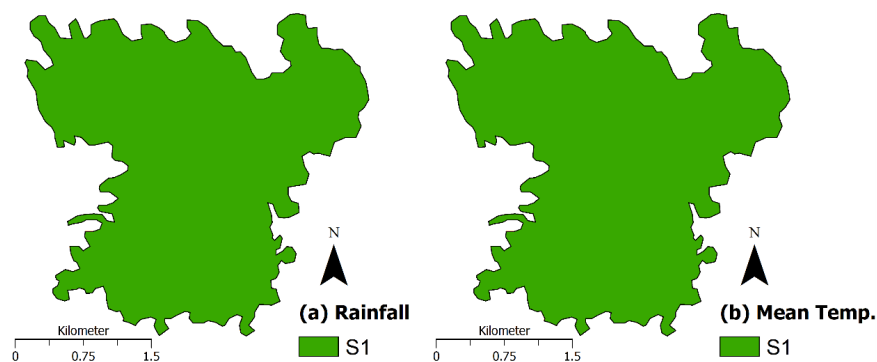 N
(a) Rainfall
Kilometer
S1
0 0.75 1.5
N
(b) Mean Temp.
Kilometer
S1
0 0.75 1.5